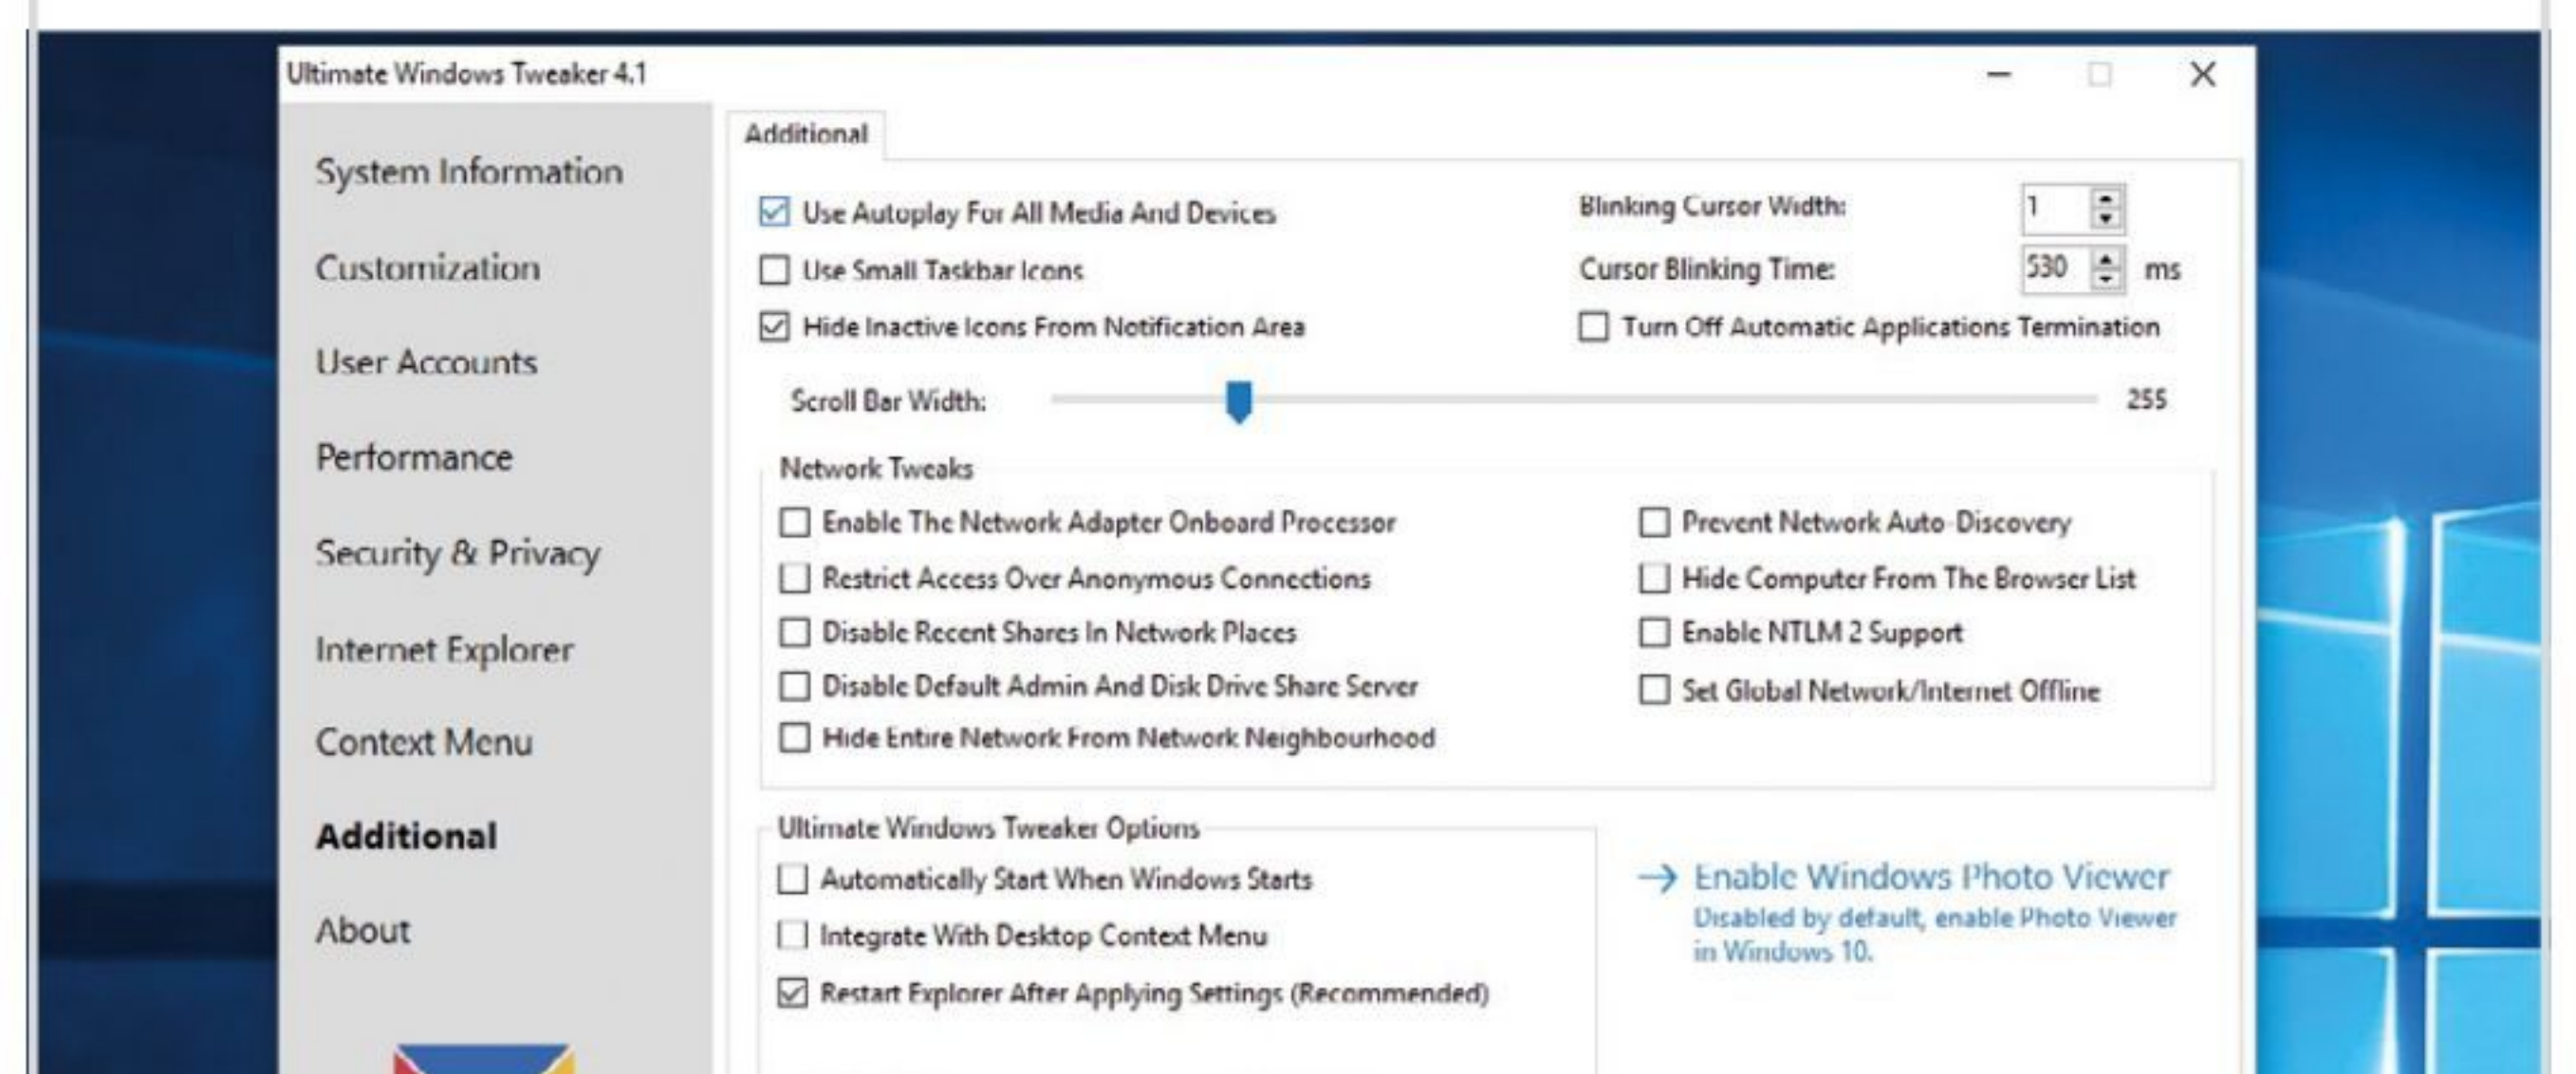 Ultimate Windows Tweaker 4.1
System Information
Customization
User Accounts
Performance
Security & Privacy
Internet Explorer
Context Menu
Additional
About
Additional
Use Autoplay For All Media And Devices
Use Small Taskbar Icons
Hide Inactive Icons From Notification Area
Blinking Cursor Width: 1
Cursor Blinking Time: 530 ms
Turn Off Automatic Applications Termination
Scroll Bar Width: 255
Network Tweaks
Enable The Network Adapter Onboard Processor
Restrict Access Over Anonymous Connections
Disable Recent Shares In Network Places
Disable Default Admin And Disk Drive Share Server
Hide Entire Network From Network Neighbourhood
Prevent Network Auto-Discovery
Hide Computer From The Browser List
Enable NTLM 2 Support
Set Global Network/Internet Offline
Ultimate Windows Tweaker Options
Automatically Start When Windows Starts
Integrate With Desktop Context Menu
Restart Explorer After Applying Settings (Recommended)
Enable Windows Photo Viewer
Disabled by default, enable Photo Viewer
in Windows 10.